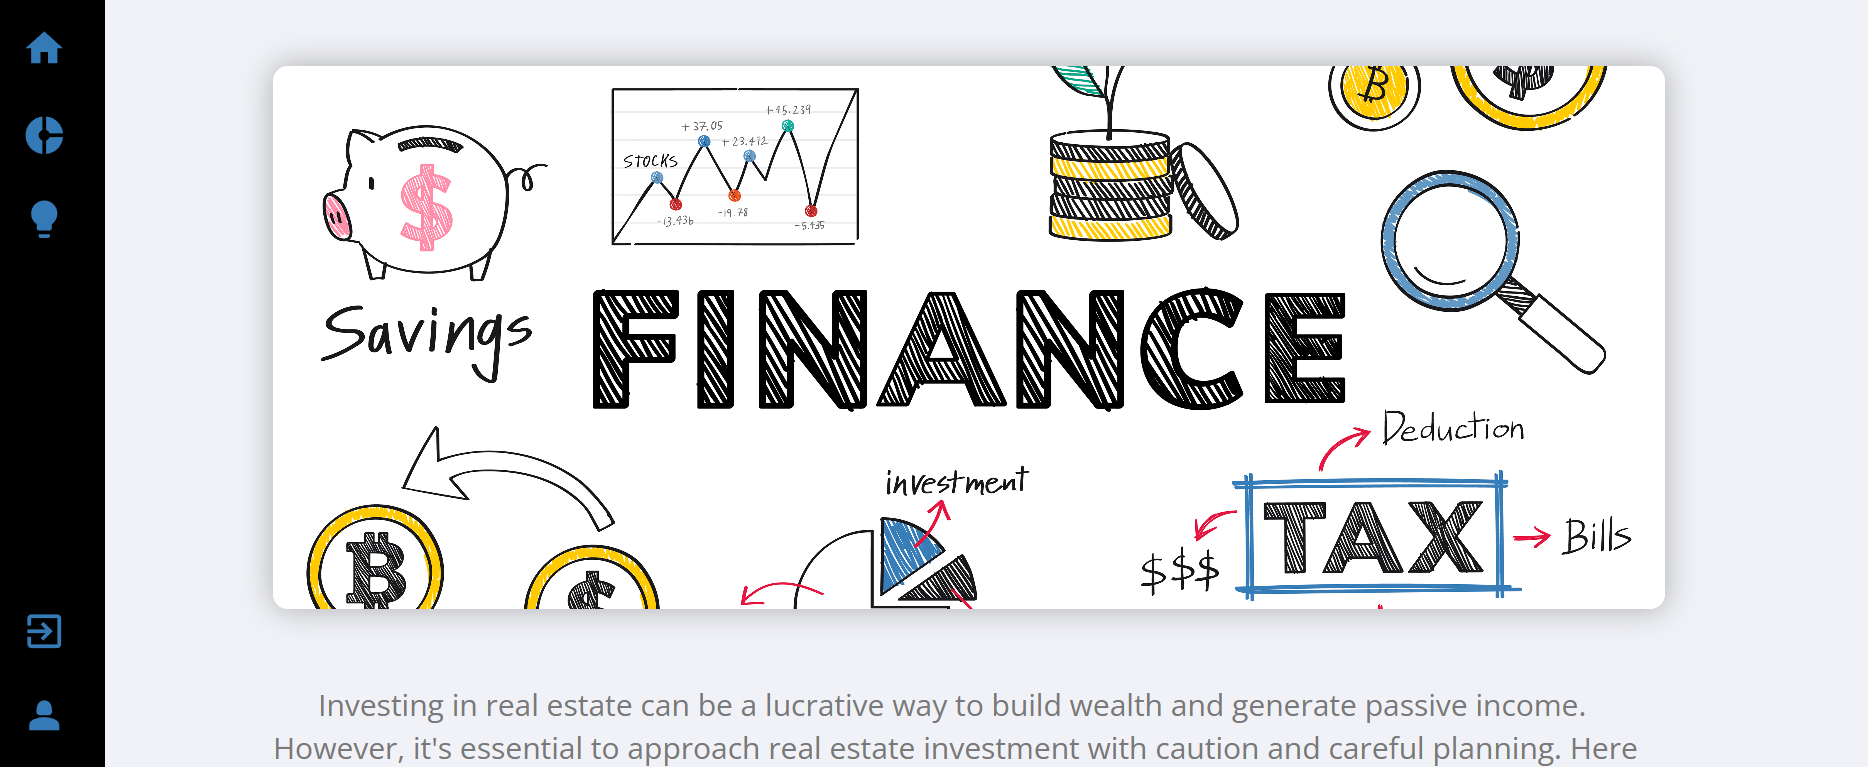 +45.239
+37.05
+23.412
STOCKS
-13.436
-19.78
-5.435
$
Savings
FINANCE
Deduction
investment
TAX
Bills
$$$
Investing in real estate can be a lucrative way to build wealth and generate passive income.
However, it's essential to approach real estate investment with caution and careful planning. Here